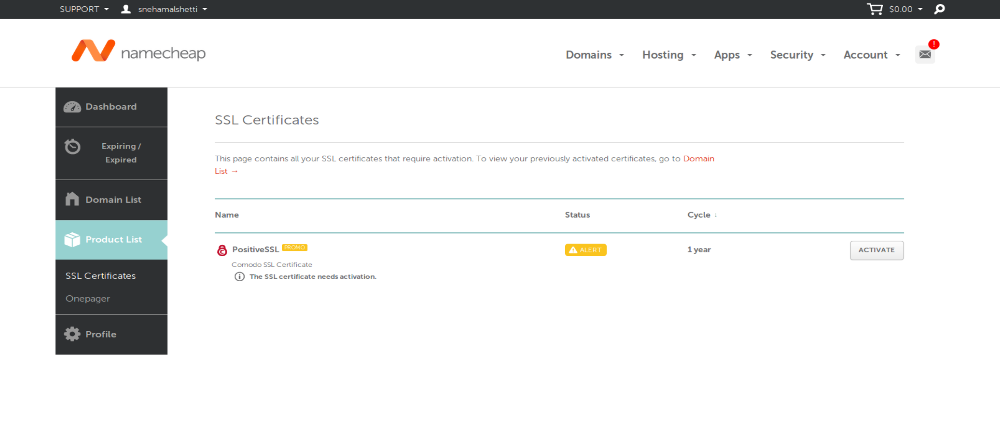 SUPPORT snehamalshetti $0.00
namecheap
Domains Hosting Apps Security Account !
Dashboard
Expiring /
Expired
Domain List
Product List
SSL Certificates
Onepager
Profile
SSL Certificates
This page contains all your SSL certificates that require activation. To view your previously activated certificates, go to Domain
List →
Name Status Cycle ↓
PositiveSSL PROMO ALERT 1 year ACTIVATE
Comodo SSL Certificate
The SSL certificate needs activation.